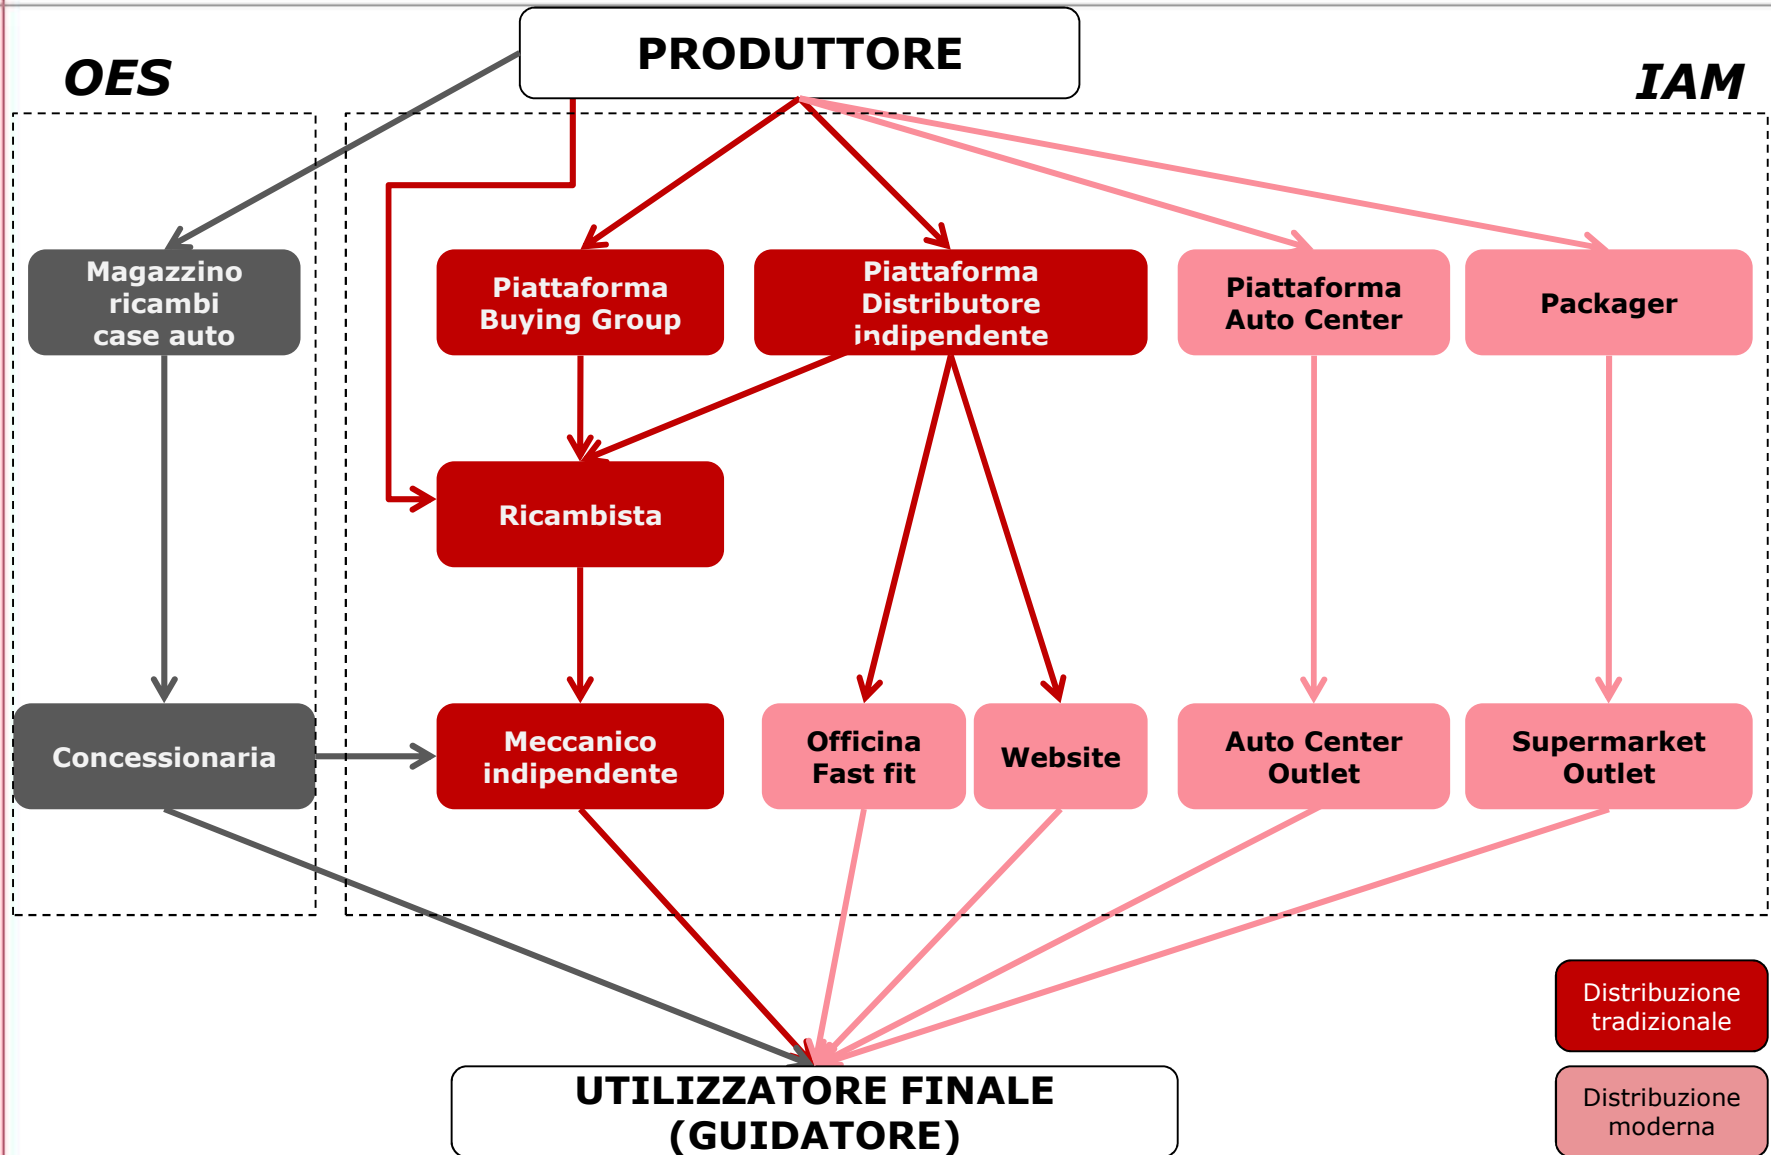 PRODUTTORE
OES
IAM
Magazzino
ricambi
case auto
Piattaforma
Buying Group
Piattaforma
Distributore
indipendente
Piattaforma
Auto Center
Packager
Ricambista
Concessionaria
Meccanico
indipendente
Officina
Fast fit
Website
Auto Center
Outlet
Supermarket
Outlet
Distribuzione
tradizionale
UTILIZZATORE FINALE
(GUIDATORE)
Distribuzione
moderna